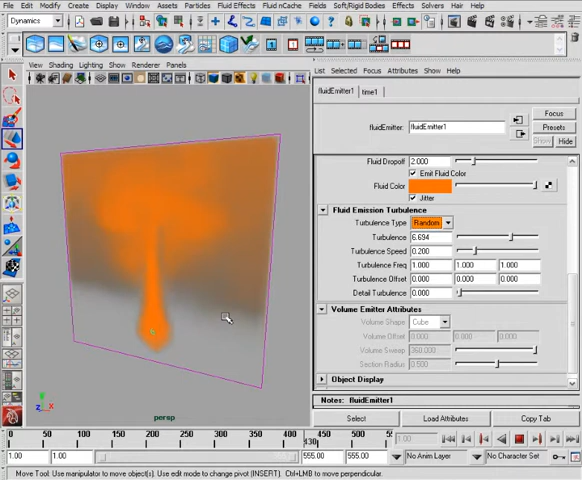 File Edit Modify Create Display Window Assets Particles Fluid Effects Fluid nCache Fields Soft/Rigid Bodies Effects Solvers Hair Help
Dynamics
View Shading Lighting Show Renderer Panels
List Selected Focus Attributes Show Help
fluidEmitter1 time1
fluidEmitter: fluidEmitter1
Focus
Presets
Show Hide
Fluid Dropoff 2.000
Emit Fluid Color
Fluid Color
Jitter
Fluid Emission Turbulence
Turbulence Type Random
Turbulence 6.694
Turbulence Speed 0.200
Turbulence Freq 1.000 1.000 1.000
Turbulence Offset 0.000 0.000 0.000
Detail Turbulence 0.000
Volume Emitter Attributes
Volume Shape Cube
Volume Offset 0.000 0.000 0.000
Volume Sweep 360.000
Section Radius 0.500
Object Display
Notes: fluidEmitter1
Select Load Attributes Copy Tab
persp
0 50 100 150 200 250 300 350 400 1.00
1.00 1.00 555.00 555.00 No Anim Layer No Character Set
Move Tool: Use manipulator to move object(s). Use edit mode to change pivot (INSERT). Ctrl+LMB to move perpendicular.